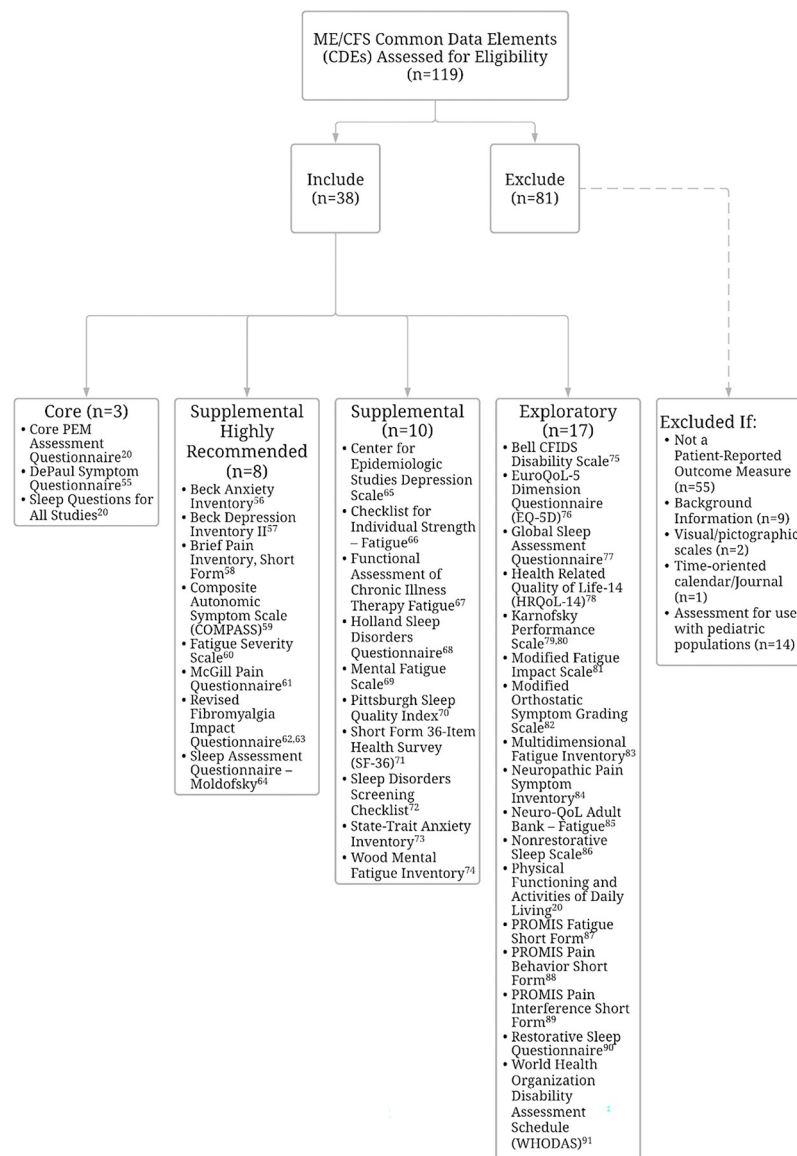 ME/CFS Common Data Elements
(CDEs) Assessed for Eligibility
(n=119)
Include
(n=38)
Exclude
(n=81)
Core (n=3)
• Core PEM
Assessment
Questionnaire20
• DePaul Symptom
Questionnaire55
• Sleep Questions for
All Studies20
Supplemental
Highly
Recommended
(n=8)
• Beck Anxiety
Inventory56
• Beck Depression
Inventory II57
• Brief Pain
Inventory, Short
Form58
• Composite
Autonomic
Symptom Scale
(COMPASS)59
• Fatigue Severity
Scale60
• McGill Pain
Questionnaire61
• Revised
Fibromyalgia
Impact
Questionnaire62,63
• Sleep Assessment
Questionnaire –
Moldofsky64
Supplemental
(n=10)
• Center for
Epidemiologic
Studies Depression
Scale65
• Checklist for
Individual Strength
– Fatigue66
• Functional
Assessment of
Chronic Illness
Therapy Fatigue67
• Holland Sleep
Disorders
Questionnaire68
• Mental Fatigue
Scale69
• Pittsburgh Sleep
Quality Index70
• Short Form 36-Item
Health Survey
(SF-36)71
• Sleep Disorders
Screening
Checklist72
• State-Trait Anxiety
Inventory73
• Wood Mental
Fatigue Inventory74
Exploratory
(n=17)
• Bell CFIDS
Disability Scale75
• EuroQoL-5
Dimension
Questionnaire
(EQ-5D)76
• Global Sleep
Assessment
Questionnaire77
• Health Related
Quality of Life-14
(HRQoL-14)78
• Karnofsky
Performance
Scale79,80
• Modified Fatigue
Impact Scale81
• Modified
Orthostatic
Symptom Grading
Scale82
• Multidimensional
Fatigue Inventory83
• Neuropathic Pain
Symptom
Inventory84
• Neuro-QoL Adult
Bank – Fatigue85
• Nonrestorative
Sleep Scale86
• Physical
Functioning and
Activities of Daily
Living20
• PROMIS Fatigue
Short Form87
• PROMIS Pain
Behavior Short
Form88
• PROMIS Pain
Interference Short
Form89
• Restorative Sleep
Questionnaire90
• World Health
Organization
Disability
Assessment
Schedule
(WHODAS)91
Excluded If:
• Not a
Patient-Reported
Outcome Measure
(n=55)
• Background
Information (n=9)
• Visual/pictographic
scales (n=2)
• Time-oriented
calendar/Journal
(n=1)
• Assessment for use
with pediatric
populations (n=14)